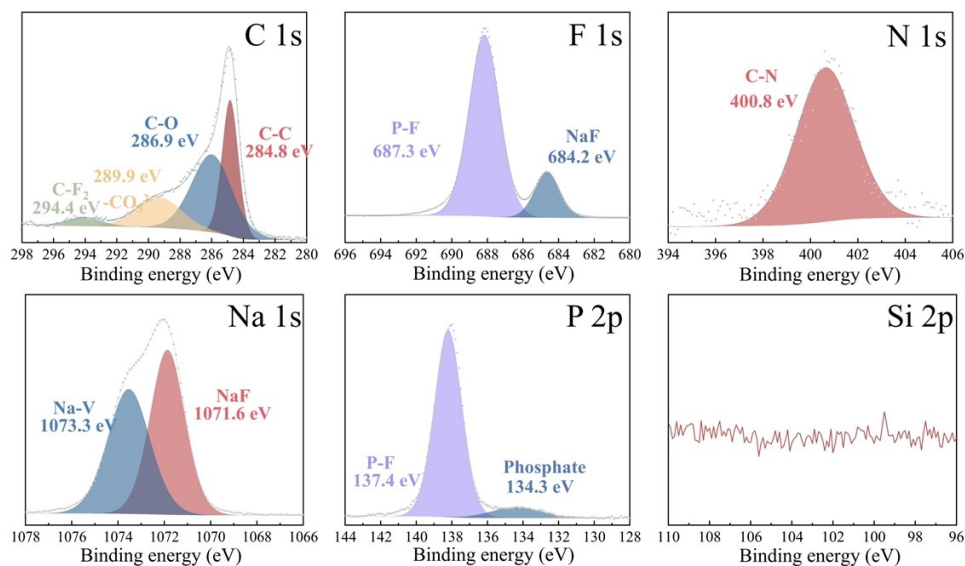 C 1s
C-O
286.9 eV
C-C
284.8 eV
289.9 eV
C-F₂
294.4 eV
-CO₃
298 296 294 292 290 288 286 284 282 280
Binding energy (eV)
F 1s
P-F
687.3 eV
NaF
684.2 eV
696 694 692 690 688 686 684 682 680
Binding energy (eV)
N 1s
C-N
400.8 eV
394 396 398 400 402 404 406
Binding energy (eV)
Na 1s
Na-V
1073.3 eV
NaF
1071.6 eV
1078 1076 1074 1072 1070 1068 1066
Binding energy (eV)
P 2p
P-F
137.4 eV
Phosphate
134.3 eV
144 142 140 138 136 134 132 130 128
Binding energy (eV)
Si 2p
110 108 106 104 102 100 98 96
Binding energy (eV)